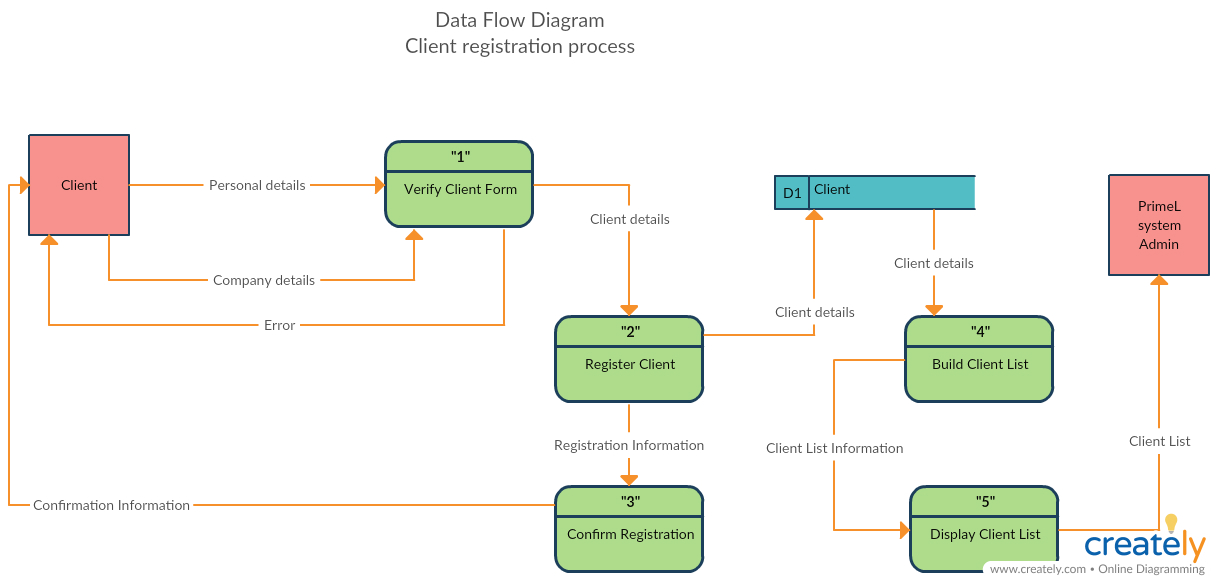 Data Flow Diagram
Client registration process
Client
Personal details
"1"
Verify Client Form
Client details
D1
Client
PrimeL
system
Admin
Company details
Error
Client details
Client details
"2"
Register Client
"4"
Build Client List
Registration Information
Client List Information
Client List
Confirmation Information
"3"
Confirm Registration
"5"
Display Client List
creately
www.creately.com • Online Diagramming